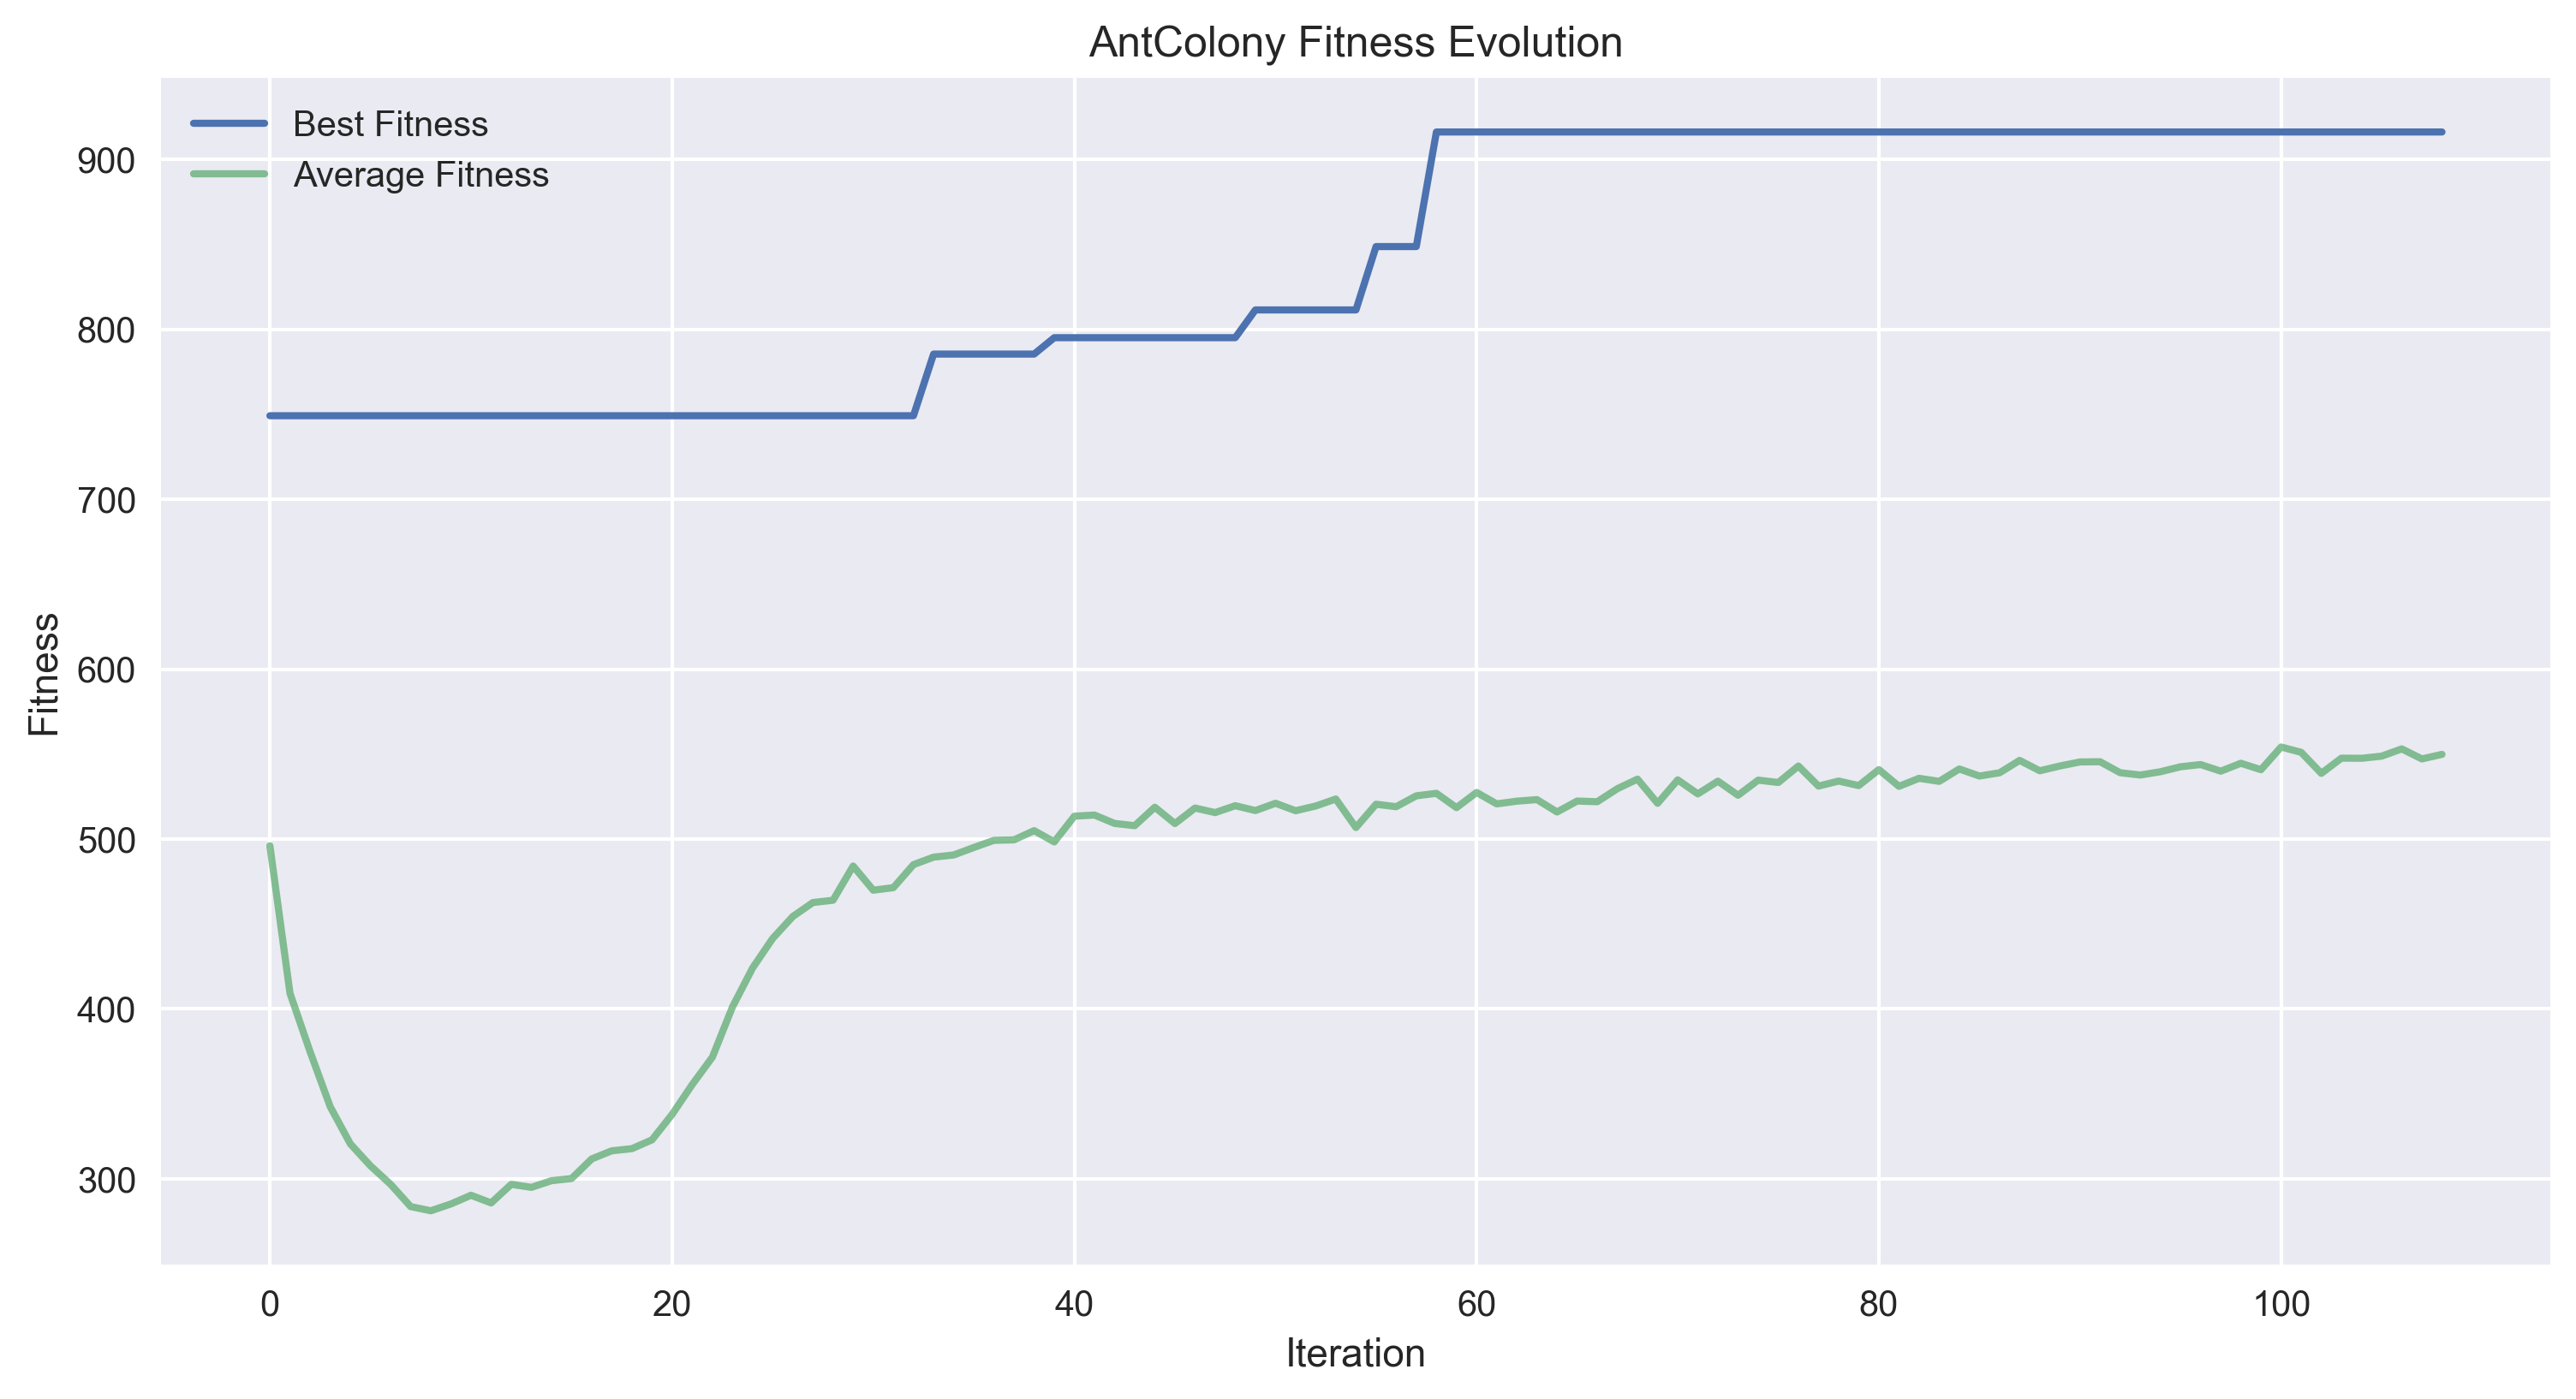 AntColony Fitness Evolution
Best Fitness
Average Fitness
900
800
700
600
500
400
300
Fitness
0 20 40 60 80 100
Iteration